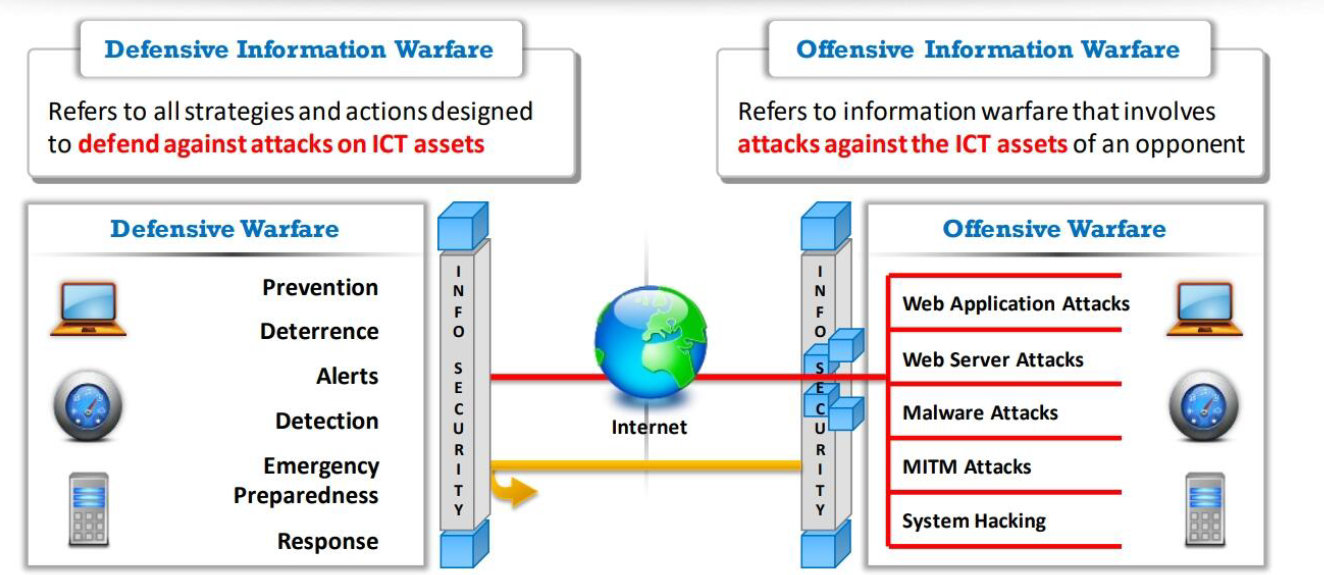 Defensive Information Warfare
Refers to all strategies and actions designed
to defend against attacks on ICT assets
Offensive Information Warfare
Refers to information warfare that involves
attacks against the ICT assets of an opponent
Defensive Warfare
Prevention
Deterrence
Alerts
Detection
Emergency
Preparedness
Response
INFO SECURITY
Internet
INFO SECURITY
Offensive Warfare
Web Application Attacks
Web Server Attacks
Malware Attacks
MITM Attacks
System Hacking